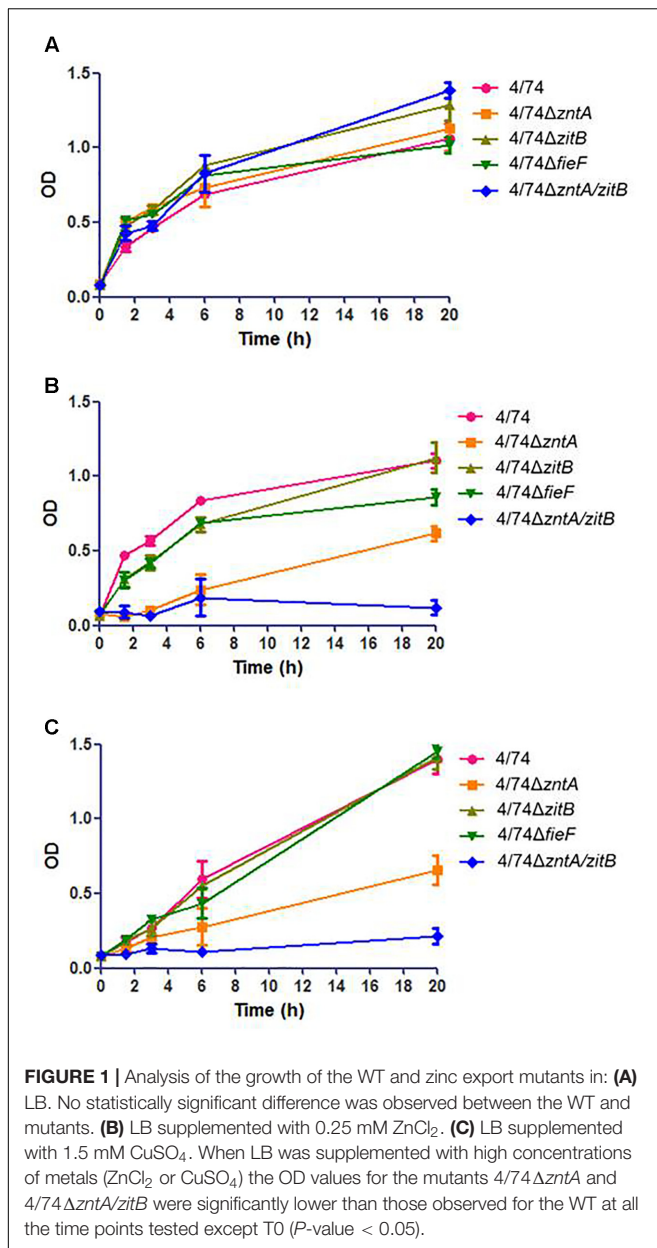 A
1.5
1.0
0.5
0.0
OD
0 2 4 6 8 10 12 14 16 18 20
Time (h)
4/74
4/74ΔzntA
4/74ΔzitB
4/74ΔfieF
4/74ΔzntA/zitB
B
1.5
1.0
0.5
0.0
OD
0 2 4 6 8 10 12 14 16 18 20
Time (h)
4/74
4/74ΔzntA
4/74ΔzitB
4/74ΔfieF
4/74ΔzntA/zitB
C
1.5
1.0
0.5
0.0
OD
0 2 4 6 8 10 12 14 16 18 20
Time (h)
4/74
4/74ΔzntA
4/74ΔzitB
4/74ΔfieF
4/74ΔzntA/zitB
FIGURE 1 | Analysis of the growth of the WT and zinc export mutants in: (A)
LB. No statistically significant difference was observed between the WT and
mutants. (B) LB supplemented with 0.25 mM ZnCl₂. (C) LB supplemented
with 1.5 mM CuSO₄. When LB was supplemented with high concentrations
of metals (ZnCl₂ or CuSO₄) the OD values for the mutants 4/74ΔzntA and
4/74ΔzntA/zitB were significantly lower than those observed for the WT at all
the time points tested except T0 (P-value < 0.05).